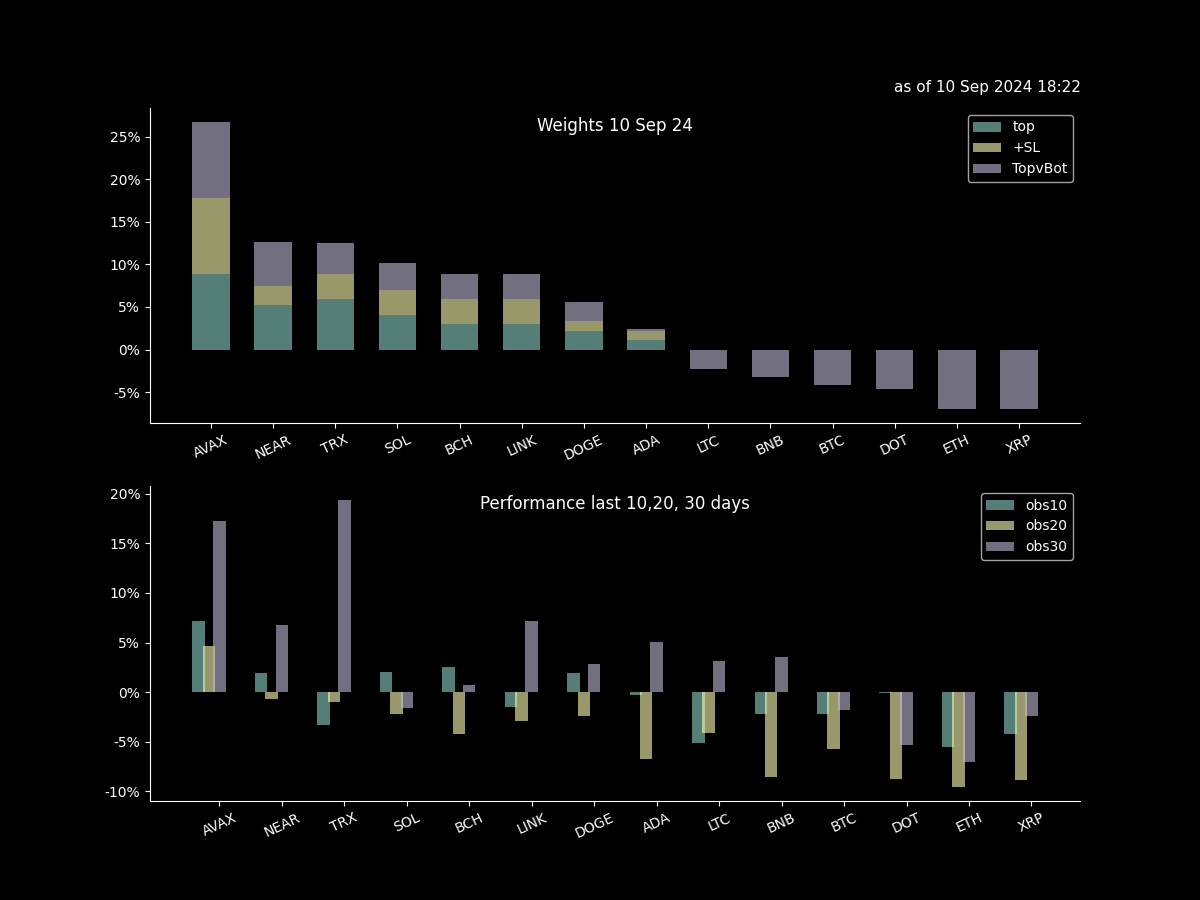 as of 10 Sep 2024 18:22
Weights 10 Sep 24
top
+SL
TopvBot
25%
20%
15%
10%
5%
0%
-5%
AVAX NEAR TRX SOL BCH LINK DOGE ADA LTC BNB BTC DOT ETH XRP
Performance last 10,20, 30 days
obs10
obs20
obs30
20%
15%
10%
5%
0%
-5%
-10%
AVAX NEAR TRX SOL BCH LINK DOGE ADA LTC BNB BTC DOT ETH XRP